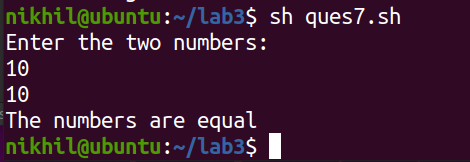 nikhil@ubuntu:~/lab3$ sh ques7.sh
Enter the two numbers:
10
10
The numbers are equal
nikhil@ubuntu:~/lab3$